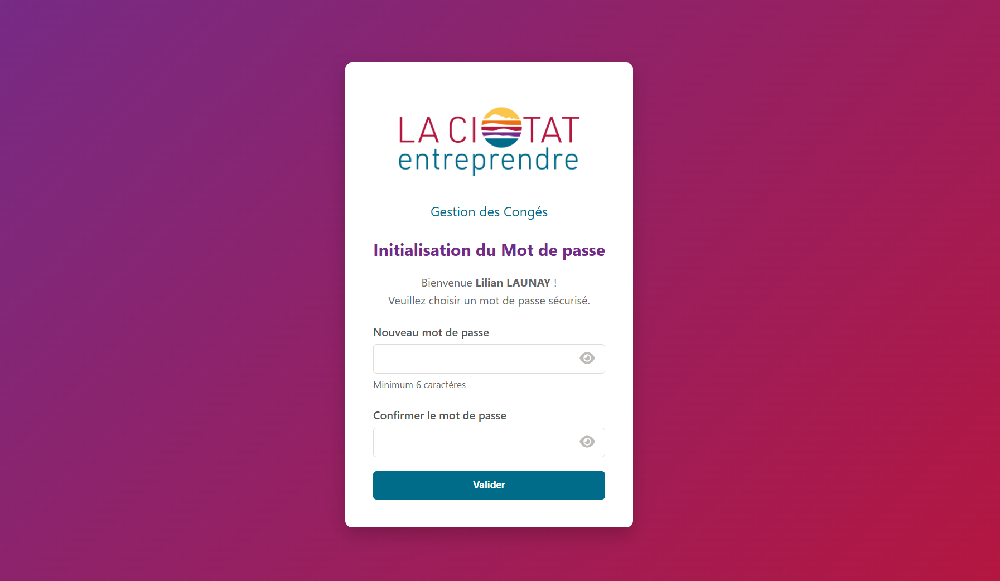 LA CIOTAT
entreprendre
Gestion des Congés
Initialisation du Mot de passe
Bienvenue Lilian LAUNAY !
Veuillez choisir un mot de passe sécurisé.
Nouveau mot de passe
Minimum 6 caractères
Confirmer le mot de passe
Valider